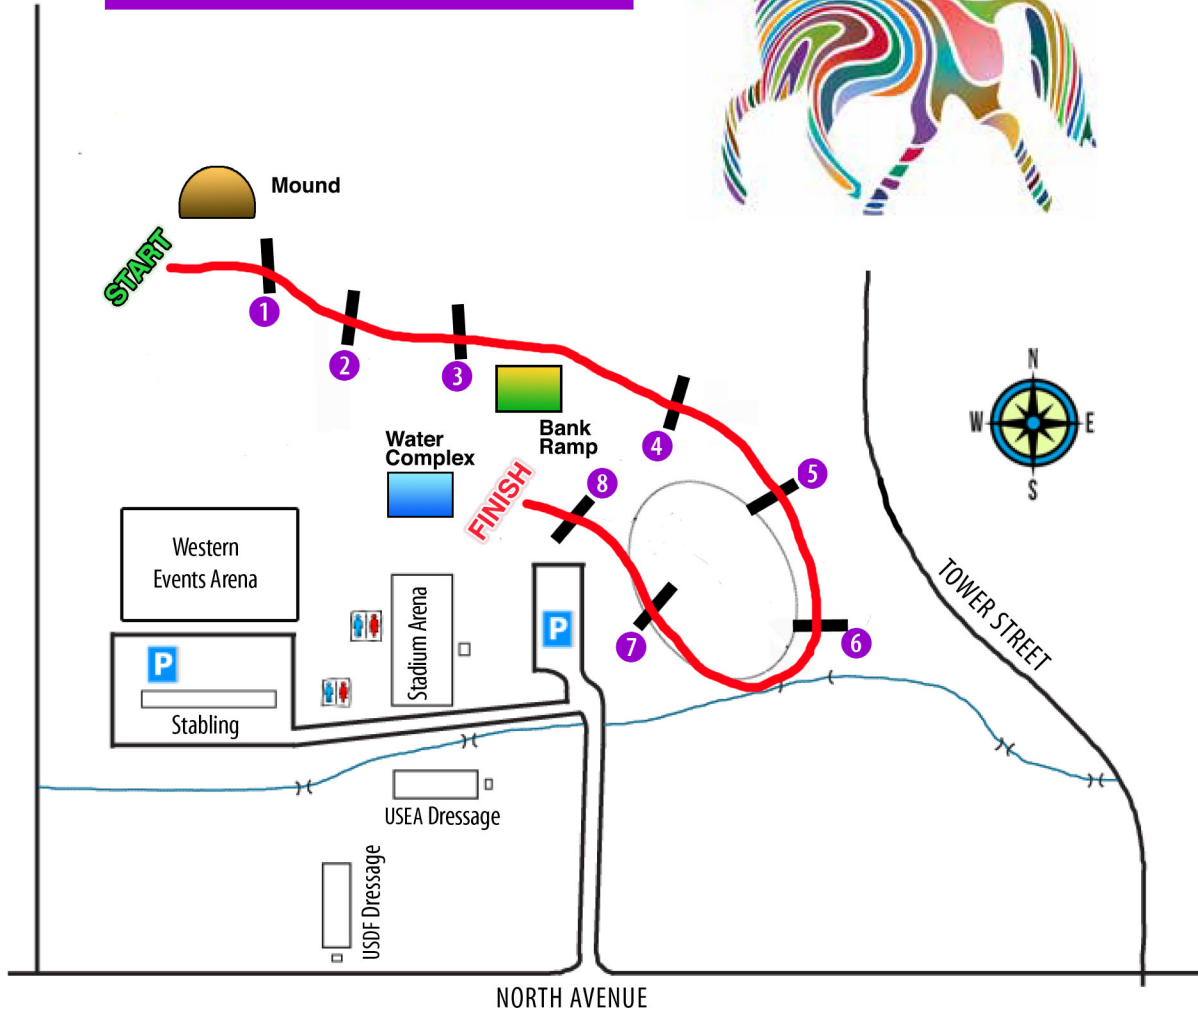 Mound
START
1
2
3
Bank
Ramp
4
Water
Complex
FINISH
8
5
N
W
E
S
Western
Events Arena
TOWER STREET
P
Stadium Arena
7
6
P
Stabling
USEA Dressage
USDF Dressage
NORTH AVENUE